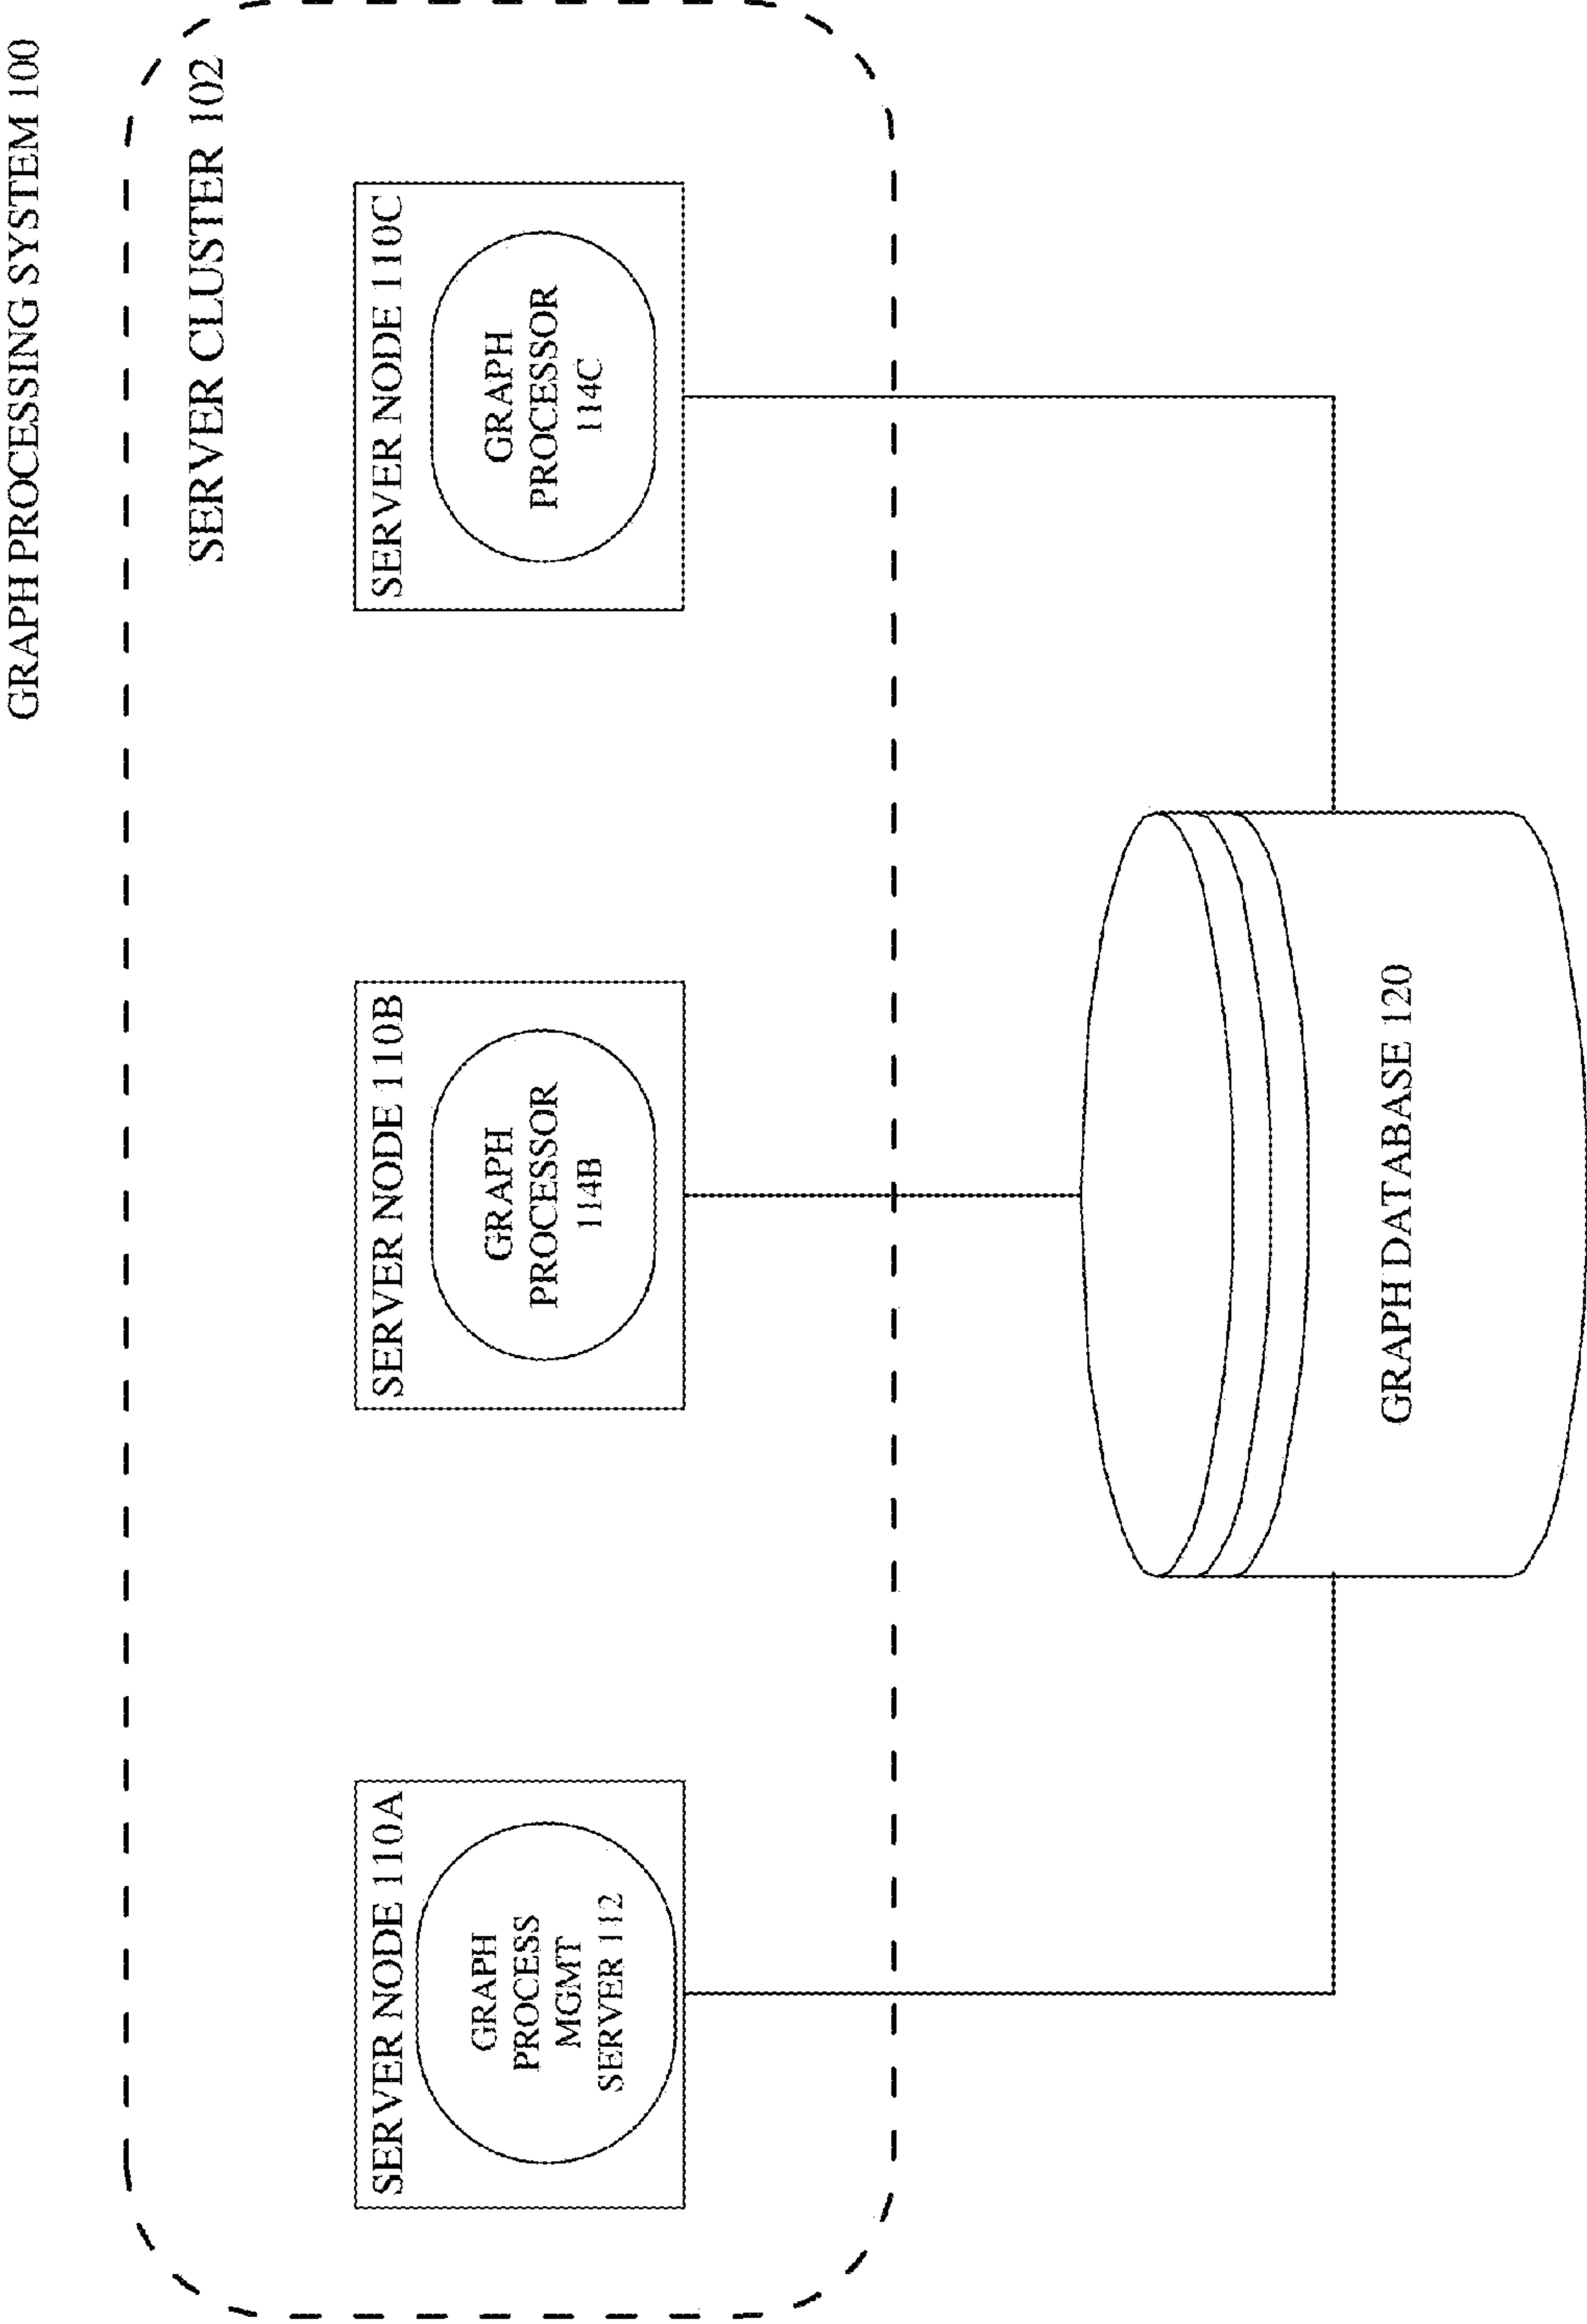 GRAPH PROCESSING SYSTEM 100
SERVER CLUSTER 102
SERVER NODE 110A
GRAPH
PROCESS
MGMT
SERVER 112
SERVER NODE 110B
GRAPH
PROCESSOR
114B
SERVER NODE 110C
GRAPH
PROCESSOR
114C
GRAPH DATABASE 120